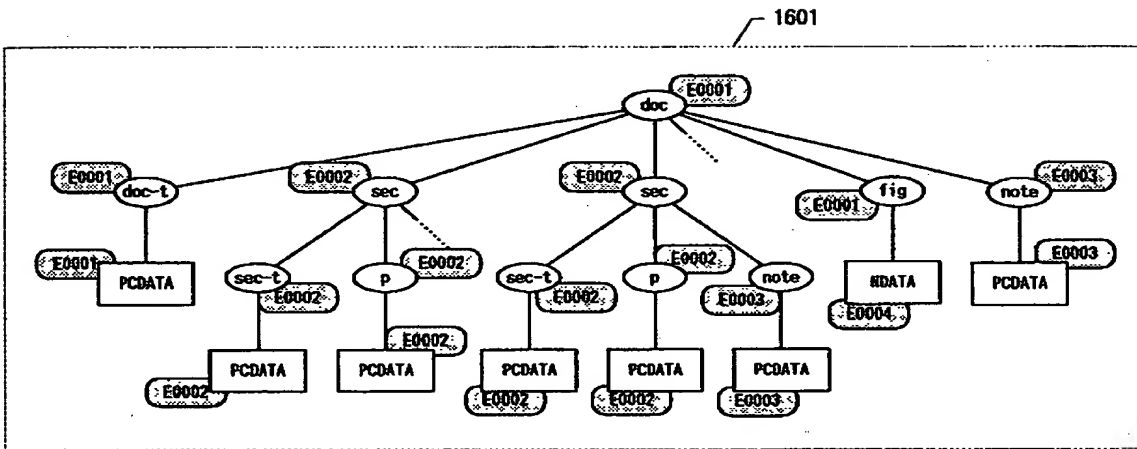 1601
E0001
doc
E0001 doc-t E0002 sec E0002 sec fig E0003
E0001 note
E0001 PCDATA sec-t E0002 p E0002 sec-t E0002 p E0002 note E0003 NDATA E0004 PCDATA E0003
E0002 PCDATA PCDATA E0002 PCDATA E0002 PCDATA E0002 PCDATA E0003